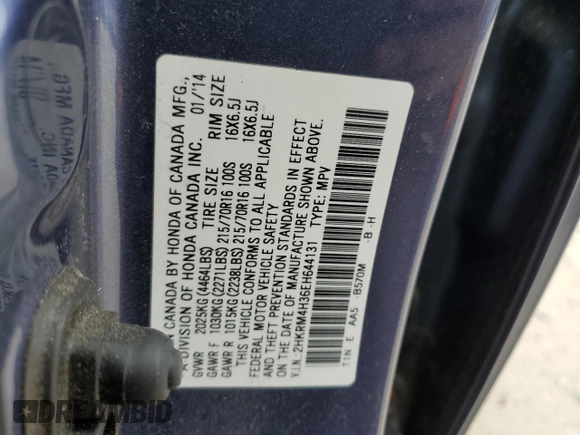 CANADA BY HONDA OF CANADA MFG.,
A DIVISION OF HONDA CANADA INC. 01/'14
TIRE SIZE RIM SIZE
GVWR 2025KG(4464LBS)
GAWR F 1030KG(2271LBS) 215/70R16 100S 16X6.5J
GAWR R 1015KG(2238LBS) 215/70R16 100S 16X6.5J
THIS VEHICLE CONFORMS TO ALL APPLICABLE
FEDERAL MOTOR VEHICLE SAFETY
AND THEFT PREVENTION STANDARDS IN EFFECT
ON THE DATE OF MANUFACTURE SHOWN ABOVE.
V.I.N.:2HKRM4H36EH644131 TYPE: MPV
T1N E AA5 -B570M -B -H
DREAMBID